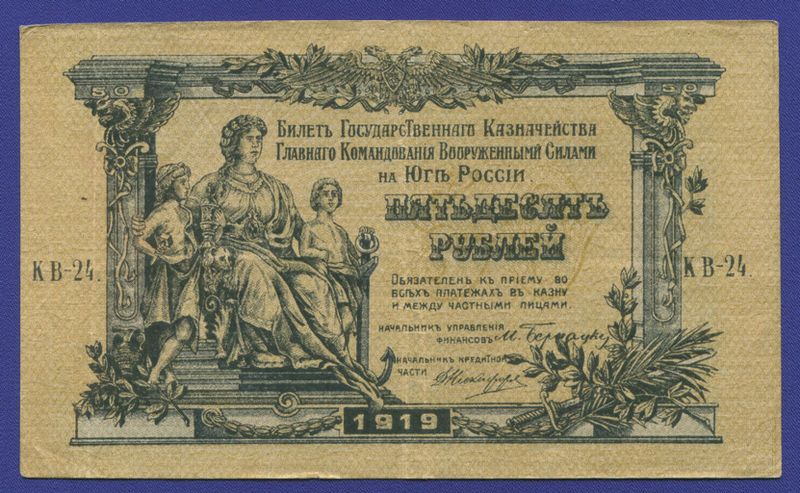 50 50
Билетъ Государственнаго Казначейства
Главнаго Командованія Вооруженными Силами
на Югѣ Россіи.
ПЯТЬДЕСЯТЪ
РУБЛЕЙ
КВ-24. КВ-24.
Обязателенъ къ пріему во
всѣхъ платежахъ въ казну
и между частными лицами.
НАЧАЛЬНИКЪ УПРАВЛЕНІЯ
ФИНАНСОВЪ
НАЧАЛЬНИКЪ КРЕДИТНОЙ
ЧАСТИ
1919